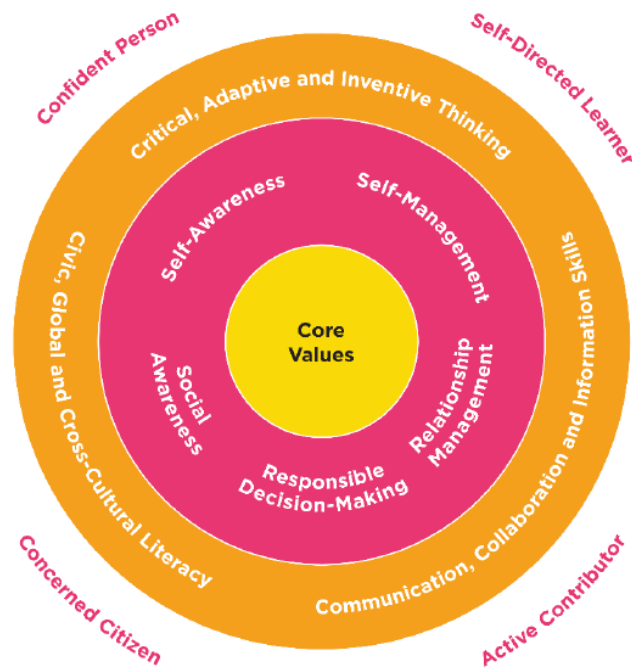 Confident Person
Self-Directed Learner
Critical, Adaptive and Inventive Thinking
Self-Awareness
Self-Management
Civic, Global and Cross-Cultural Literacy
Communication, Collaboration and Information Skills
Core
Values
Social
Awareness
Relationship
Management
Responsible
Decision-Making
Concerned Citizen
Active Contributor